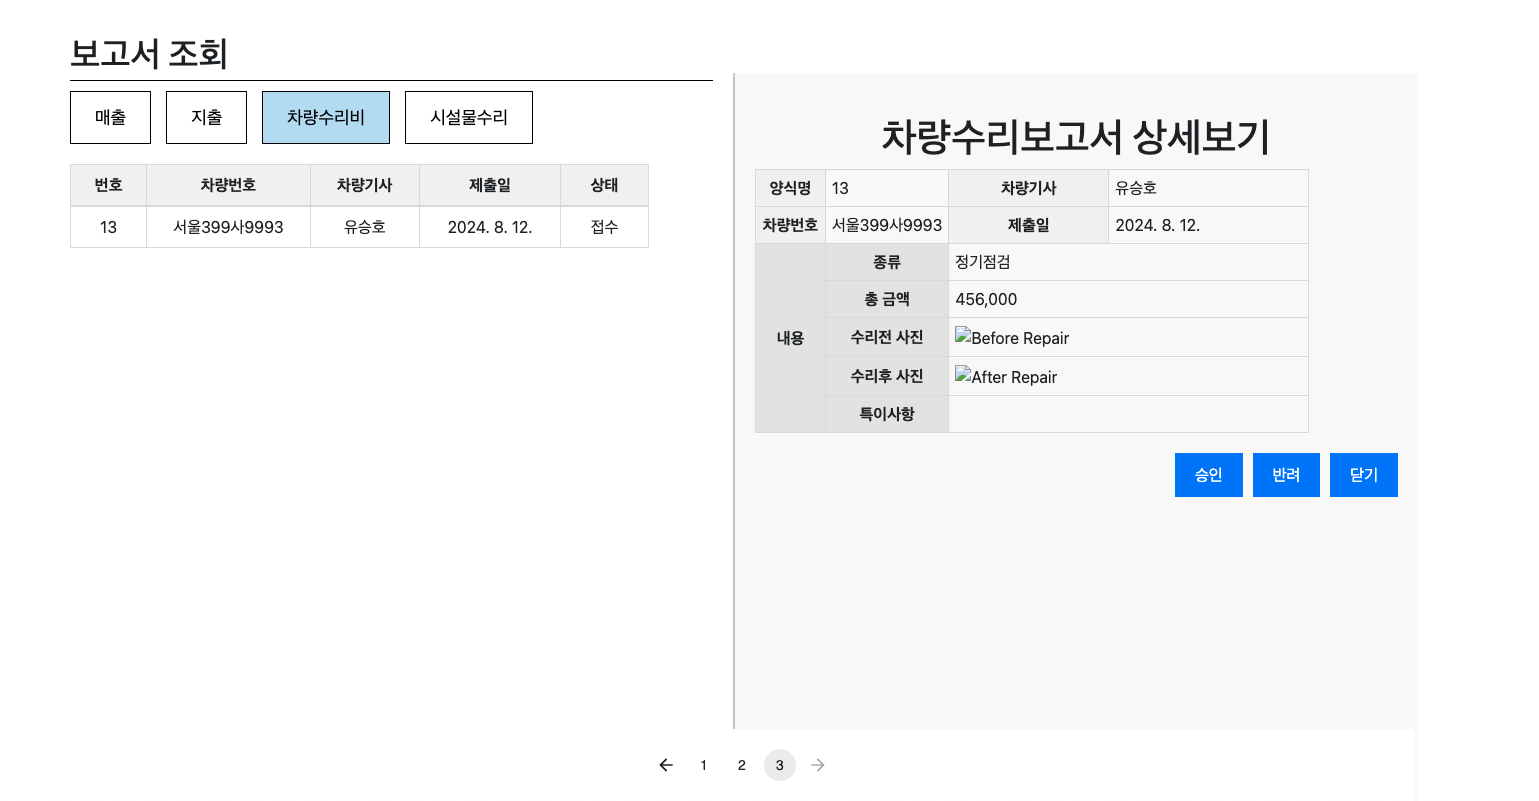 보고서 조회
매출 지출 차량수리비 시설물수리
번호 차량번호 차량기사 제출일 상태
13 서울399사9993 유승호 2024. 8. 12. 접수
차량수리보고서 상세보기
양식명 13 차량기사 유승호
차량번호 서울399사9993 제출일 2024. 8. 12.
내용
종류 정기점검
총 금액 456,000
수리전 사진 Before Repair
수리후 사진 After Repair
특이사항
승인 반려 닫기
1 2 3